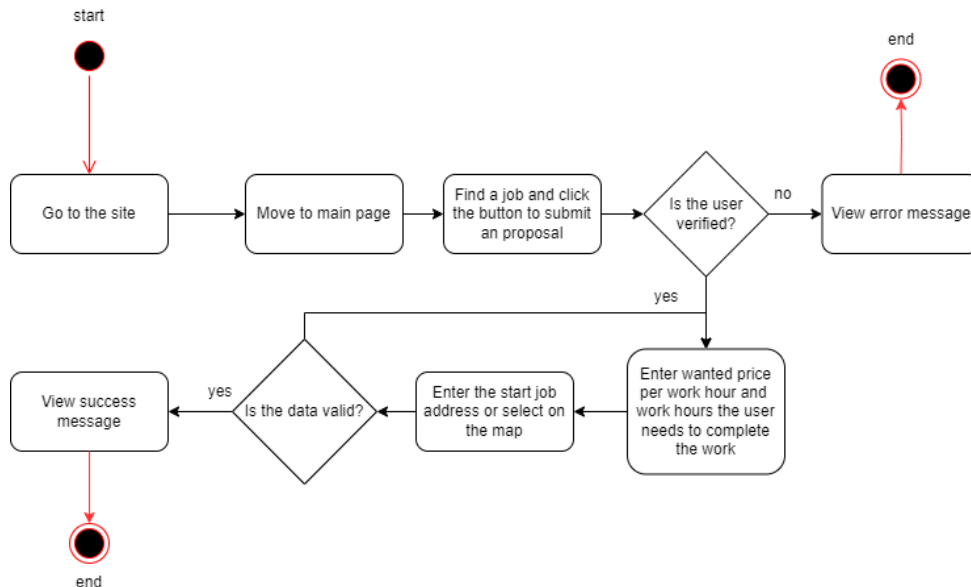 start
end
Go to the site
Move to main page
Find a job and click
the button to submit
an proposal
Is the user
verified?
no
View error message
yes
View success
message
yes
Is the data valid?
Enter the start job
address or select on
the map
Enter wanted price
per work hour and
work hours the user
needs to complete
the work
end